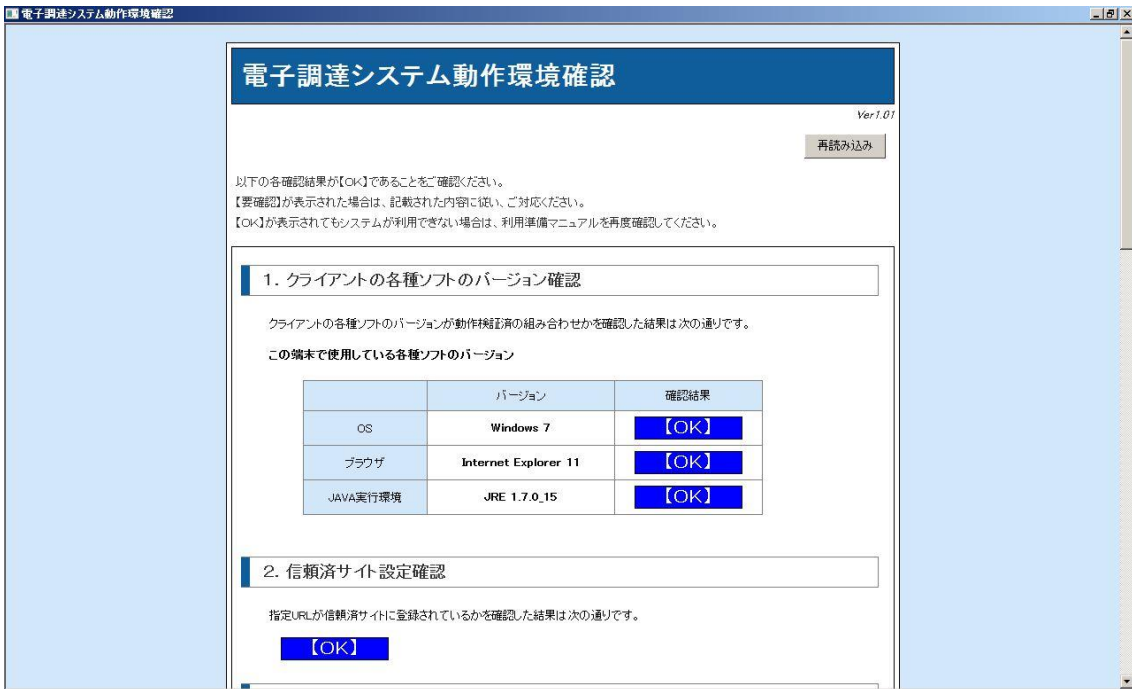 電子調達システム動作環境確認
電子調達システム動作環境確認
Ver1.01
再読み込み
以下の各確認結果が【OK】であることをご確認ください。
【要確認】が表示された場合は、記載された内容に従い、ご対応ください。
【OK】が表示されてもシステムが利用できない場合は、利用準備マニュアルを再度確認してください。
1. クライアントの各種ソフトのバージョン確認
クライアントの各種ソフトのバージョンが動作検証済の組み合わせかを確認した結果は次の通りです。
この端末で使用している各種ソフトのバージョン
バージョン 確認結果
OS Windows 7 【OK】
ブラウザ Internet Explorer 11 【OK】
JAVA実行環境 JRE 1.7.0_15 【OK】
2. 信頼済サイト設定確認
指定URLが信頼済サイトに登録されているかを確認した結果は次の通りです。
【OK】